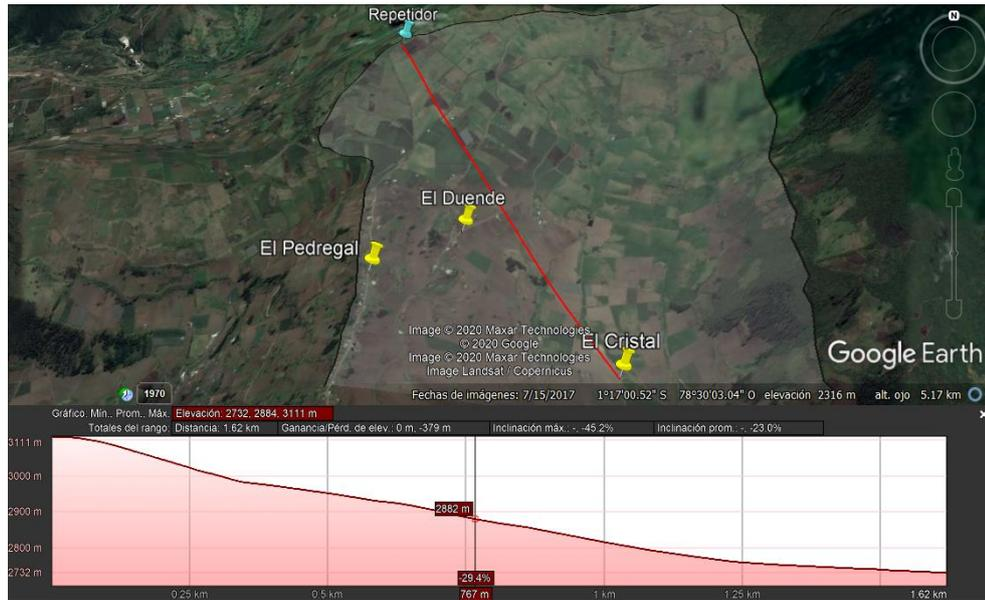 Repetidor
N
El Duende
El Pedregal
Image © 2020 Maxar Technologies
© 2020 Google
Image © 2020 Maxar Technologies
Image Landsat / Copernicus
El Cristal
Google Earth
1970
Fechas de imágenes: 7/15/2017 1°17'00.52" S 78°30'03.04" O elevación 2316 m alt. ojo 5.17 km
Gráfico: Mín., Prom., Máx. Elevación: 2732, 2884, 3111 m
Totales del rango: Distancia: 1.62 km Ganancia/Pérd. de elev.: 0 m, -379 m Inclinación máx.: -, -45.2% Inclinación prom.: -, -23.0%
3111 m
3000 m
2900 m
2882 m
2800 m
2732 m
-29.4%
0.25 km 0.5 km 767 m 1 km 1.25 km 1.62 km